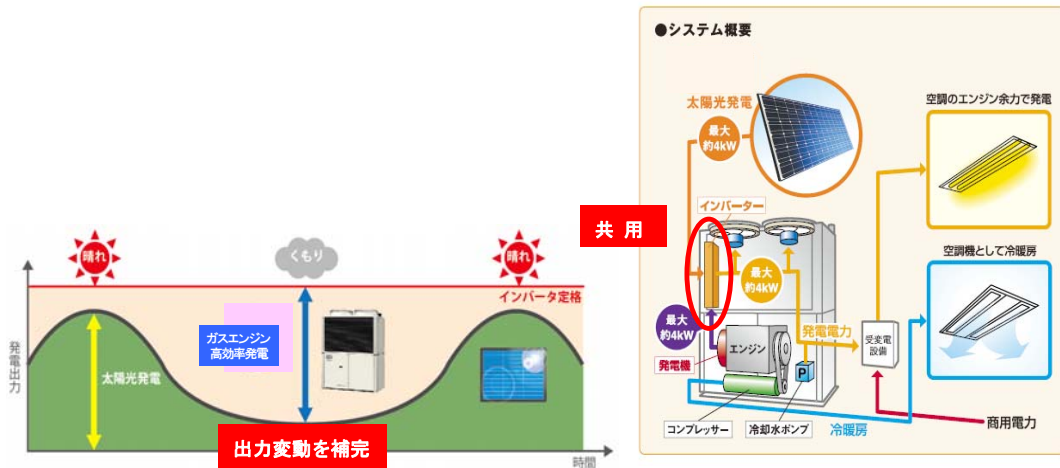 晴れ
くもり
晴れ
インバータ定格
発電出力
太陽光発電
ガスエンジン
高効率発電
出力変動を補完
時間
共 用
●システム概要
太陽光発電
最大
約4kW
インバーター
最大
約4kW
最大
約4kW
発電機
エンジン
P
発電電力
受変電
設備
コンプレッサー
冷却水ポンプ
冷暖房
商用電力
空調のエンジン余力で発電
空調機として冷暖房